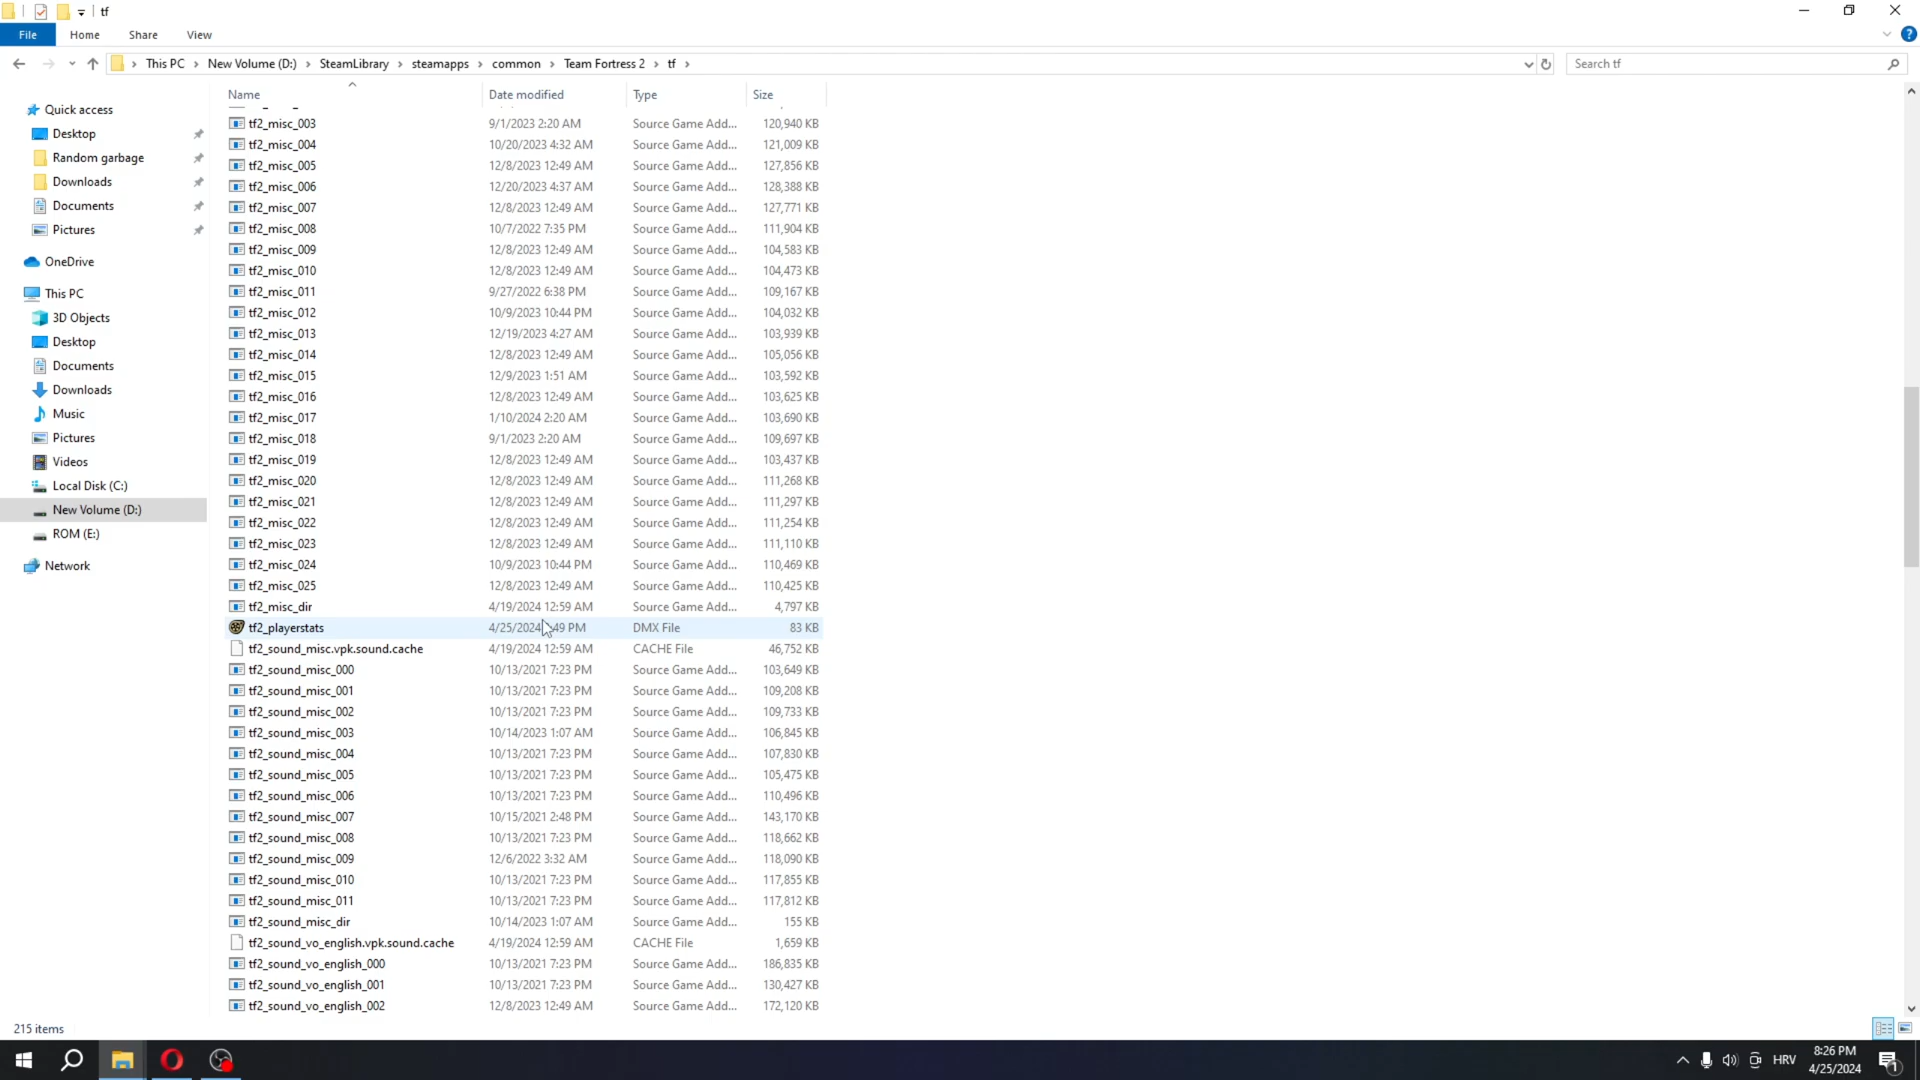 tf
File Home Share View
This PC New Volume (D:) SteamLibrary steamapps common Team Fortress 2 tf
Search tf
Name Date modified Type Size
Quick access
Desktop
Random garbage
Downloads
Documents
Pictures
OneDrive
This PC
3D Objects
Desktop
Documents
Downloads
Music
Pictures
Videos
Local Disk (C:)
New Volume (D:)
ROM (E:)
Network
tf2_misc_003 9/1/2023 2:20 AM Source Game Add... 120,940 KB
tf2_misc_004 10/20/2023 4:32 AM Source Game Add... 121,009 KB
tf2_misc_005 12/8/2023 12:49 AM Source Game Add... 127,856 KB
tf2_misc_006 12/20/2023 4:37 AM Source Game Add... 128,388 KB
tf2_misc_007 12/8/2023 12:49 AM Source Game Add... 127,771 KB
tf2_misc_008 10/7/2022 7:35 PM Source Game Add... 111,904 KB
tf2_misc_009 12/8/2023 12:49 AM Source Game Add... 104,583 KB
tf2_misc_010 12/8/2023 12:49 AM Source Game Add... 104,473 KB
tf2_misc_011 9/27/2022 6:38 PM Source Game Add... 109,167 KB
tf2_misc_012 10/9/2023 10:44 PM Source Game Add... 104,032 KB
tf2_misc_013 12/19/2023 4:27 AM Source Game Add... 103,939 KB
tf2_misc_014 12/8/2023 12:49 AM Source Game Add... 105,056 KB
tf2_misc_015 12/9/2023 1:51 AM Source Game Add... 103,592 KB
tf2_misc_016 12/8/2023 12:49 AM Source Game Add... 103,625 KB
tf2_misc_017 1/10/2024 2:20 AM Source Game Add... 103,690 KB
tf2_misc_018 9/1/2023 2:20 AM Source Game Add... 109,697 KB
tf2_misc_019 12/8/2023 12:49 AM Source Game Add... 103,437 KB
tf2_misc_020 12/8/2023 12:49 AM Source Game Add... 111,268 KB
tf2_misc_021 12/8/2023 12:49 AM Source Game Add... 111,297 KB
tf2_misc_022 12/8/2023 12:49 AM Source Game Add... 111,254 KB
tf2_misc_023 12/8/2023 12:49 AM Source Game Add... 111,110 KB
tf2_misc_024 10/9/2023 10:44 PM Source Game Add... 110,469 KB
tf2_misc_025 12/8/2023 12:49 AM Source Game Add... 110,425 KB
tf2_misc_dir 4/19/2024 12:59 AM Source Game Add... 4,797 KB
tf2_playerstats 4/25/2024 :49 PM DMX File 83 KB
tf2_sound_misc.vpk.sound.cache 4/19/2024 12:59 AM CACHE File 46,752 KB
tf2_sound_misc_000 10/13/2021 7:23 PM Source Game Add... 103,649 KB
tf2_sound_misc_001 10/13/2021 7:23 PM Source Game Add... 109,208 KB
tf2_sound_misc_002 10/13/2021 7:23 PM Source Game Add... 109,733 KB
tf2_sound_misc_003 10/14/2023 1:07 AM Source Game Add... 106,845 KB
tf2_sound_misc_004 10/13/2021 7:23 PM Source Game Add... 107,830 KB
tf2_sound_misc_005 10/13/2021 7:23 PM Source Game Add... 105,475 KB
tf2_sound_misc_006 10/13/2021 7:23 PM Source Game Add... 110,496 KB
tf2_sound_misc_007 10/15/2021 2:48 PM Source Game Add... 143,170 KB
tf2_sound_misc_008 10/13/2021 7:23 PM Source Game Add... 118,662 KB
tf2_sound_misc_009 12/6/2022 3:32 AM Source Game Add... 118,090 KB
tf2_sound_misc_010 10/13/2021 7:23 PM Source Game Add... 117,855 KB
tf2_sound_misc_011 10/13/2021 7:23 PM Source Game Add... 117,812 KB
tf2_sound_misc_dir 10/14/2023 1:07 AM Source Game Add... 155 KB
tf2_sound_vo_english.vpk.sound.cache 4/19/2024 12:59 AM CACHE File 1,659 KB
tf2_sound_vo_english_000 10/13/2021 7:23 PM Source Game Add... 186,835 KB
tf2_sound_vo_english_001 10/13/2021 7:23 PM Source Game Add... 130,427 KB
tf2_sound_vo_english_002 12/8/2023 12:49 AM Source Game Add... 172,120 KB
215 items
HRV
8:26 PM
4/25/2024
1